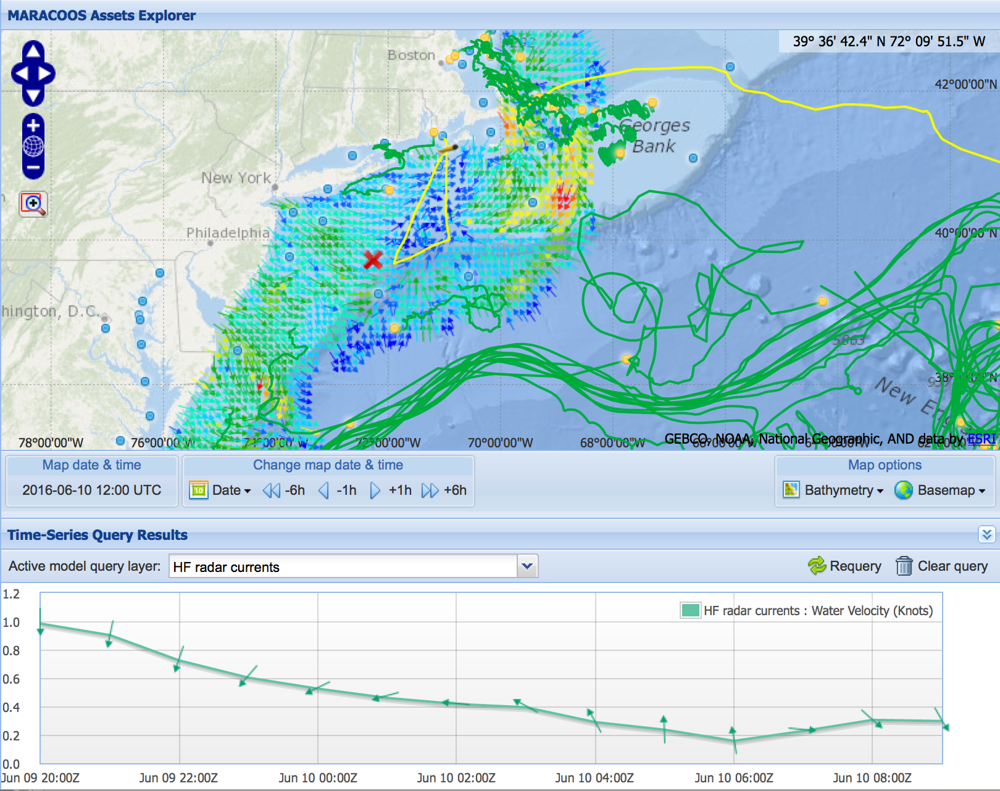 MARACOOS Assets Explorer
39° 36' 42.4" N 72° 09' 51.5" W
232
Boston
42°00'00"N
Georges
Bank
New York
Philadelphia
40°00'00"N
hington, D.C.
5863
38°00'00"N
New Eng
78°00'00"W 76°00'00"W 74°00'00"W 72°00'00"W 70°00'00"W 68°00'00"W 66°00'00"W
GEBCO, NOAA, National Geographic, AND data by ESRI
Map date & time
Change map date & time
Map options
2016-06-10 12:00 UTC
10 Date -6h -1h +1h +6h
Bathymetry Basemap
Time-Series Query Results
Active model query layer: HF radar currents
Requery Clear query
HF radar currents : Water Velocity (Knots)
1.2
1.0
0.8
0.6
0.4
0.2
0.0
Jun 09 20:00Z Jun 09 22:00Z Jun 10 00:00Z Jun 10 02:00Z Jun 10 04:00Z Jun 10 06:00Z Jun 10 08:00Z